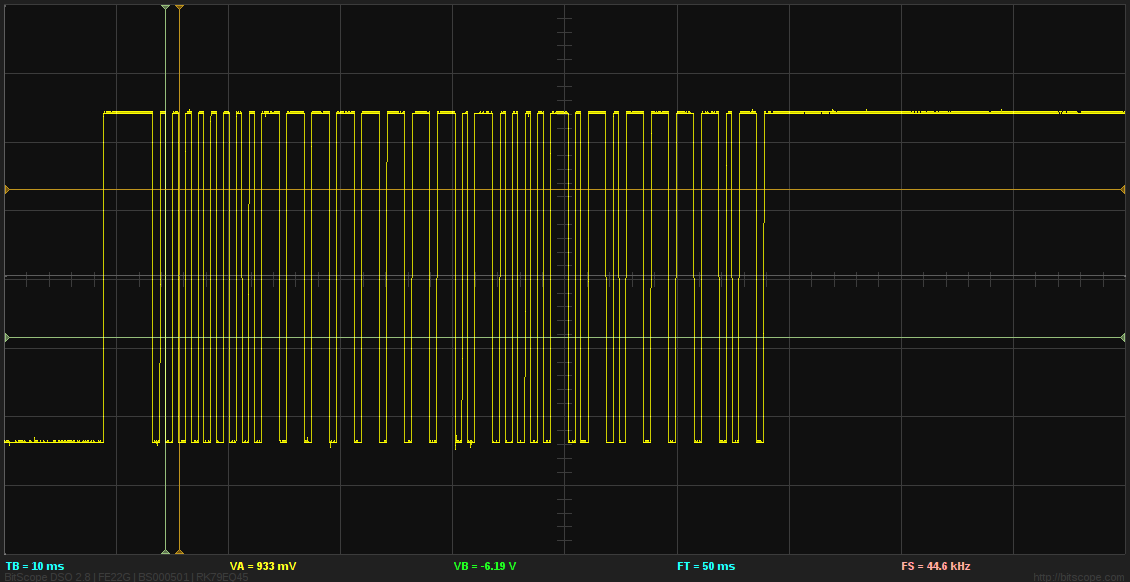 TB = 10 ms VA = 933 mV VB = -6.19 V FT = 50 ms FS = 44.6 kHz
BitScope DSO 2.8 | FE22G | BS000501 | PK79EO45 http://bitscope.com